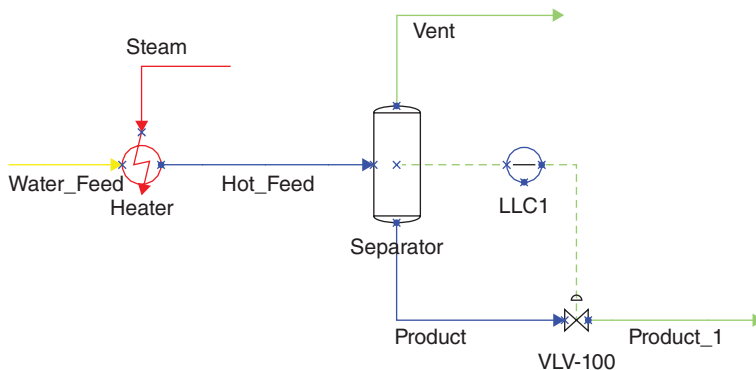 Steam
Vent
Water_Feed
Hot_Feed
Heater
LLC1
Separator
Product
Product_1
VLV-100